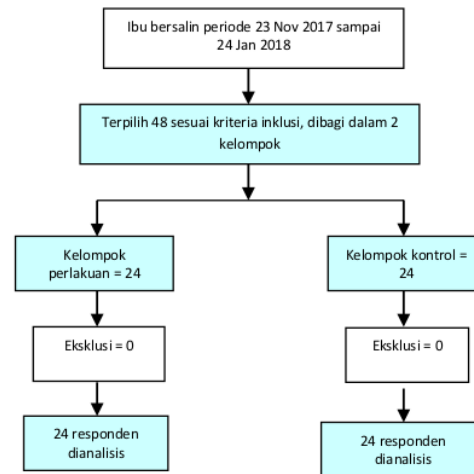 Ibu bersalin periode 23 Nov 2017 sampai
24 Jan 2018
Terpilih 48 sesuai kriteria inklusi, dibagi dalam 2
kelompok
Kelompok
perlakuan = 24
Kelompok kontrol =
24
Eksklusi = 0
Eksklusi = 0
24 responden
dianalisis
24 responden
dianalisis